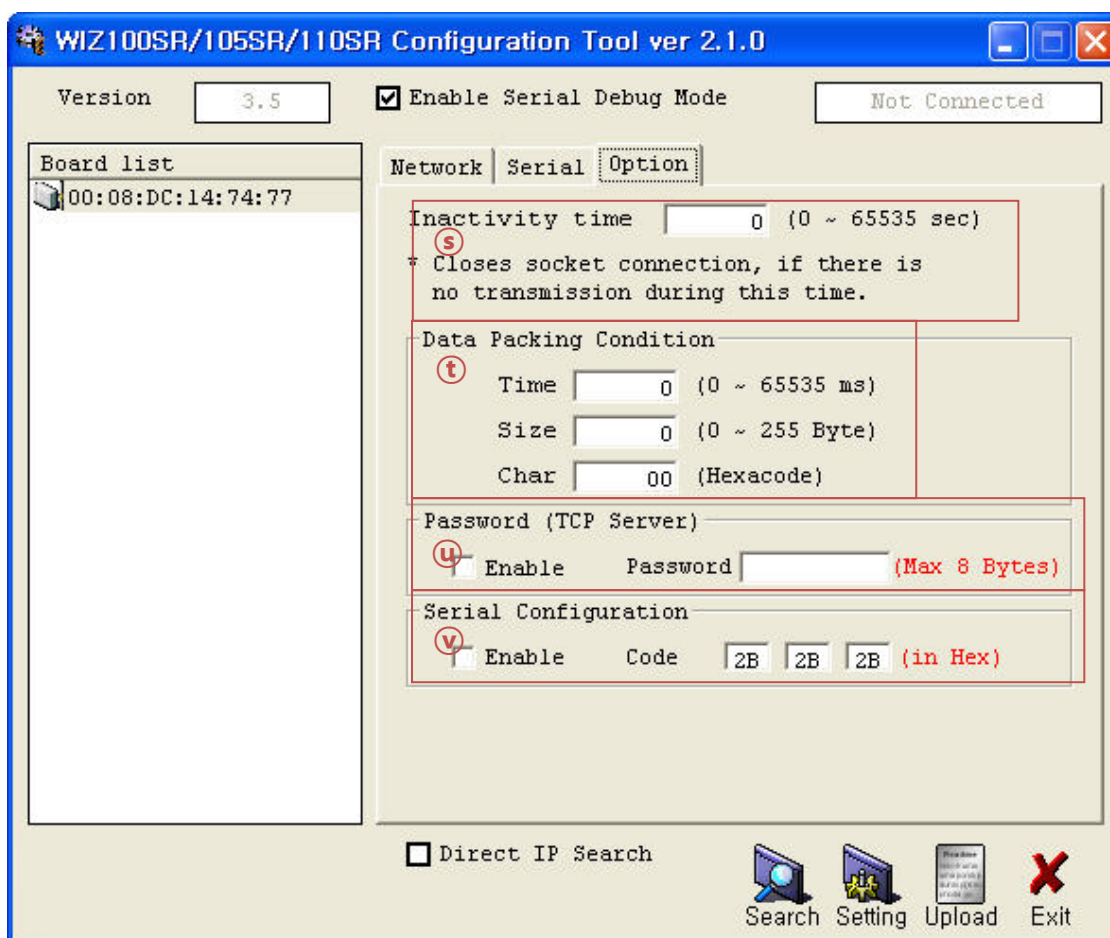 WIZ100SR/105SR/110SR Configuration Tool ver 2.1.0
Version 3.5 Enable Serial Debug Mode Not Connected
Board list
00:08:DC:14:74:77
Network Serial Option
Inactivity time 0 (0 ~ 65535 sec)
ⓢ
* Closes socket connection, if there is
no transmission during this time.
Data Packing Condition
ⓣ
Time 0 (0 ~ 65535 ms)
Size 0 (0 ~ 255 Byte)
Char 00 (Hexacode)
Password (TCP Server)
ⓤ
Enable Password (Max 8 Bytes)
Serial Configuration
ⓥ
Enable Code 2B 2B 2B (in Hex)
Direct IP Search
Search Setting Upload Exit